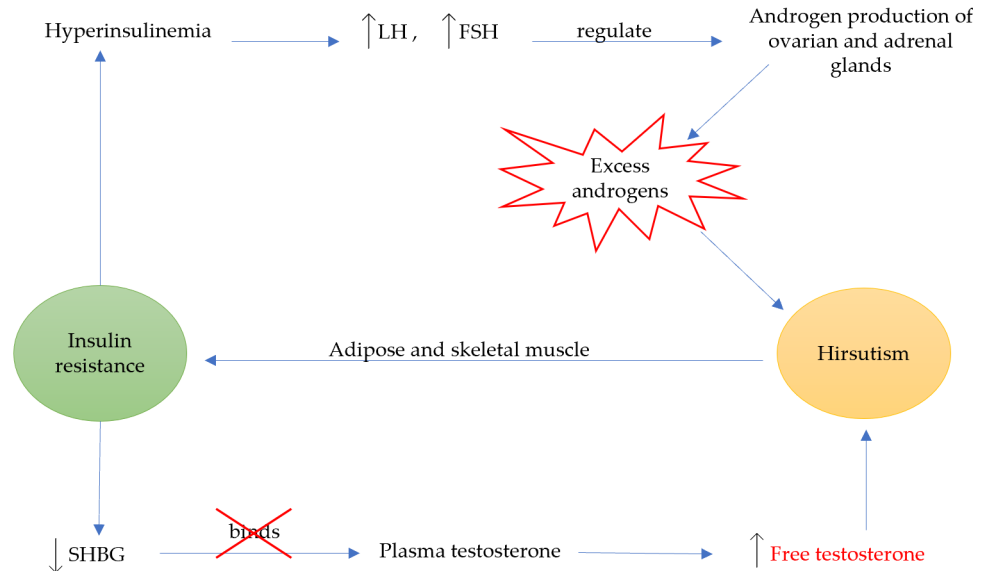 Hyperinsulinemia
↑LH , ↑FSH
regulate
Androgen production of
ovarian and adrenal
glands
Excess
androgens
Insulin
resistance
Adipose and skeletal muscle
Hirsutism
binds
↓ SHBG
Plasma testosterone
↑ Free testosterone